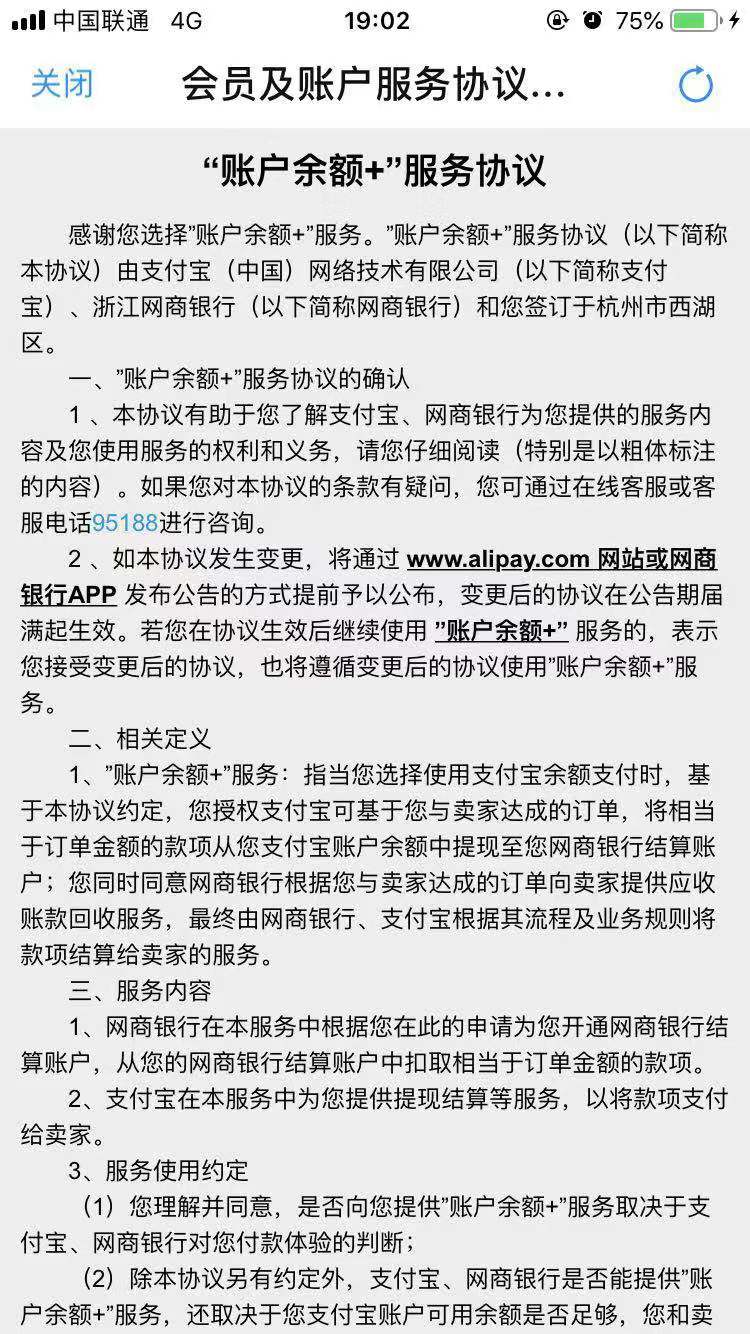 中国联通 4G 19:02 75%
关闭 会员及账户服务协议...
“账户余额+”服务协议
感谢您选择”账户余额+”服务。”账户余额+”服务协议（以下简称
本协议）由支付宝（中国）网络技术有限公司（以下简称支付
宝）、浙江网商银行（以下简称网商银行）和您签订于杭州市西湖
区。
一、”账户余额+”服务协议的确认
1 、本协议有助于您了解支付宝、网商银行为您提供的服务内
容及您使用服务的权利和义务，请您仔细阅读（特别是以粗体标注
的内容）。如果您对本协议的条款有疑问，您可通过在线客服或客
服电话95188进行咨询。
2 、如本协议发生变更，将通过 www.alipay.com 网站或网商
银行APP 发布公告的方式提前予以公布，变更后的协议在公告期届
满起生效。若您在协议生效后继续使用 ”账户余额+” 服务的，表示
您接受变更后的协议，也将遵循变更后的协议使用”账户余额+”服
务。
二、相关定义
1、”账户余额+”服务：指当您选择使用支付宝余额支付时，基
于本协议约定，您授权支付宝可基于您与卖家达成的订单，将相当
于订单金额的款项从您支付宝账户余额中提现至您网商银行结算账
户；您同时同意网商银行根据您与卖家达成的订单向卖家提供应收
账款回收服务，最终由网商银行、支付宝根据其流程及业务规则将
款项结算给卖家的服务。
三、服务内容
1、网商银行在本服务中根据您在此的申请为您开通网商银行结
算账户，从您的网商银行结算账户中扣取相当于订单金额的款项。
2、支付宝在本服务中为您提供提现结算等服务，以将款项支付
给卖家。
3、服务使用约定
（1）您理解并同意，是否向您提供”账户余额+”服务取决于支
付宝、网商银行对您付款体验的判断；
（2）除本协议另有约定外，支付宝、网商银行是否能提供”账
户余额+”服务，还取决于您支付宝账户可用余额是否足够，您和卖